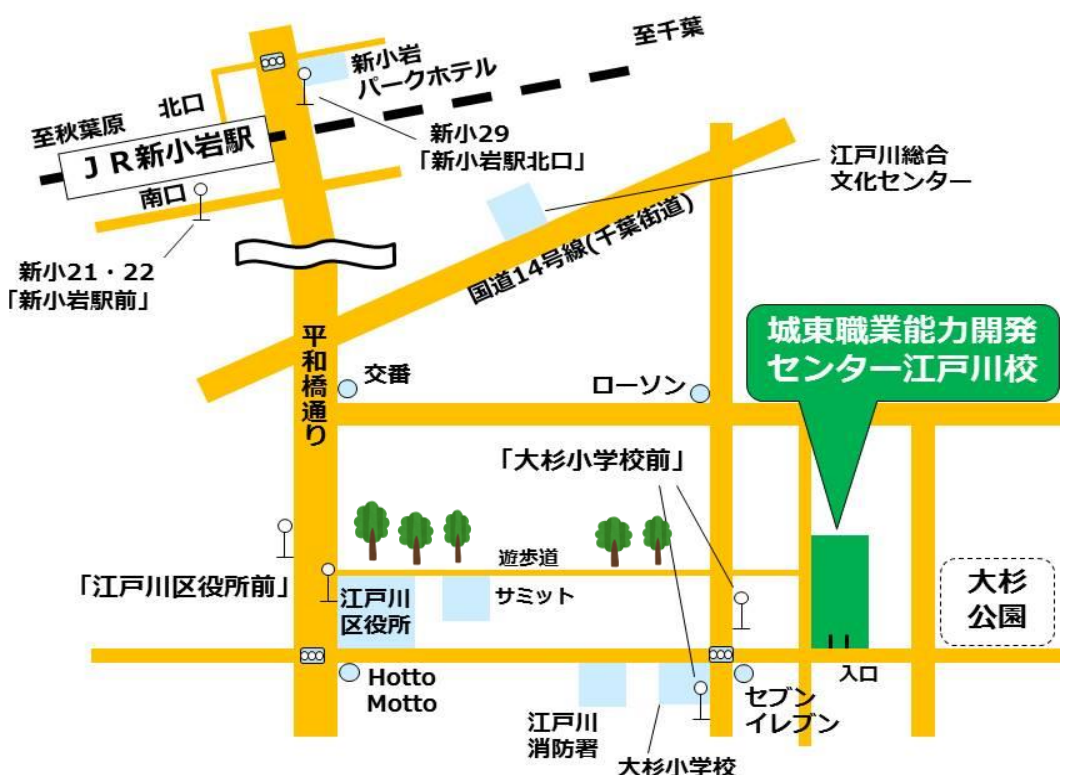 至千葉
新小岩
パークホテル
北口
至秋葉原
JR新小岩駅
南口
新小29
「新小岩駅北口」
江戸川総合
文化センター
新小21・22
「新小岩駅前」
国道14号線(千葉街道)
平和橋通り
城東職業能力開発
センター江戸川校
交番
ローソン
「大杉小学校前」
遊歩道
「江戸川区役所前」
江戸川
区役所
サミット
大杉
公園
入口
Hotto
Motto
セブン
イレブン
江戸川
消防署
大杉小学校